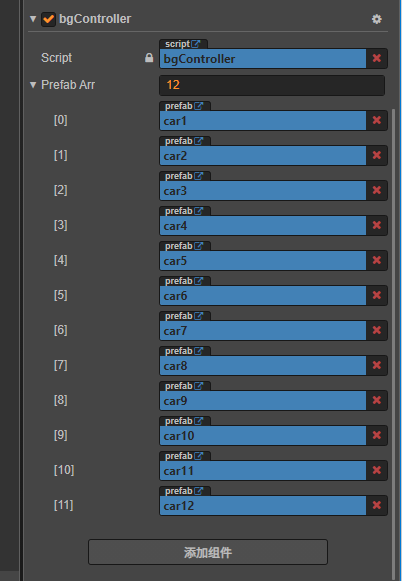 bgController
script
Script
bgController
Prefab Arr
12
prefab
[0]
car1
prefab
[1]
car2
prefab
[2]
car3
prefab
[3]
car4
prefab
[4]
car5
prefab
[5]
car6
prefab
[6]
car7
prefab
[7]
car8
prefab
[8]
car9
prefab
[9]
car10
prefab
[10]
car11
prefab
[11]
car12
添加组件